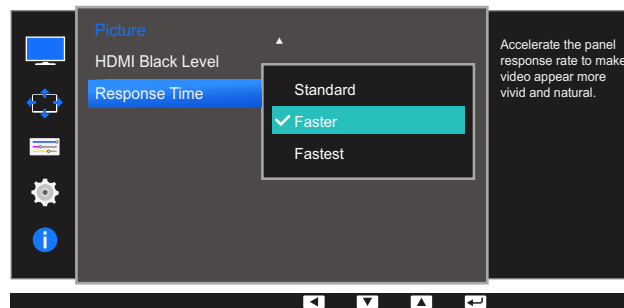 Picture
HDMI Black Level
Response Time
Standard
Faster
Fastest
Accelerate the panel
response rate to make
video appear more
vivid and natural.